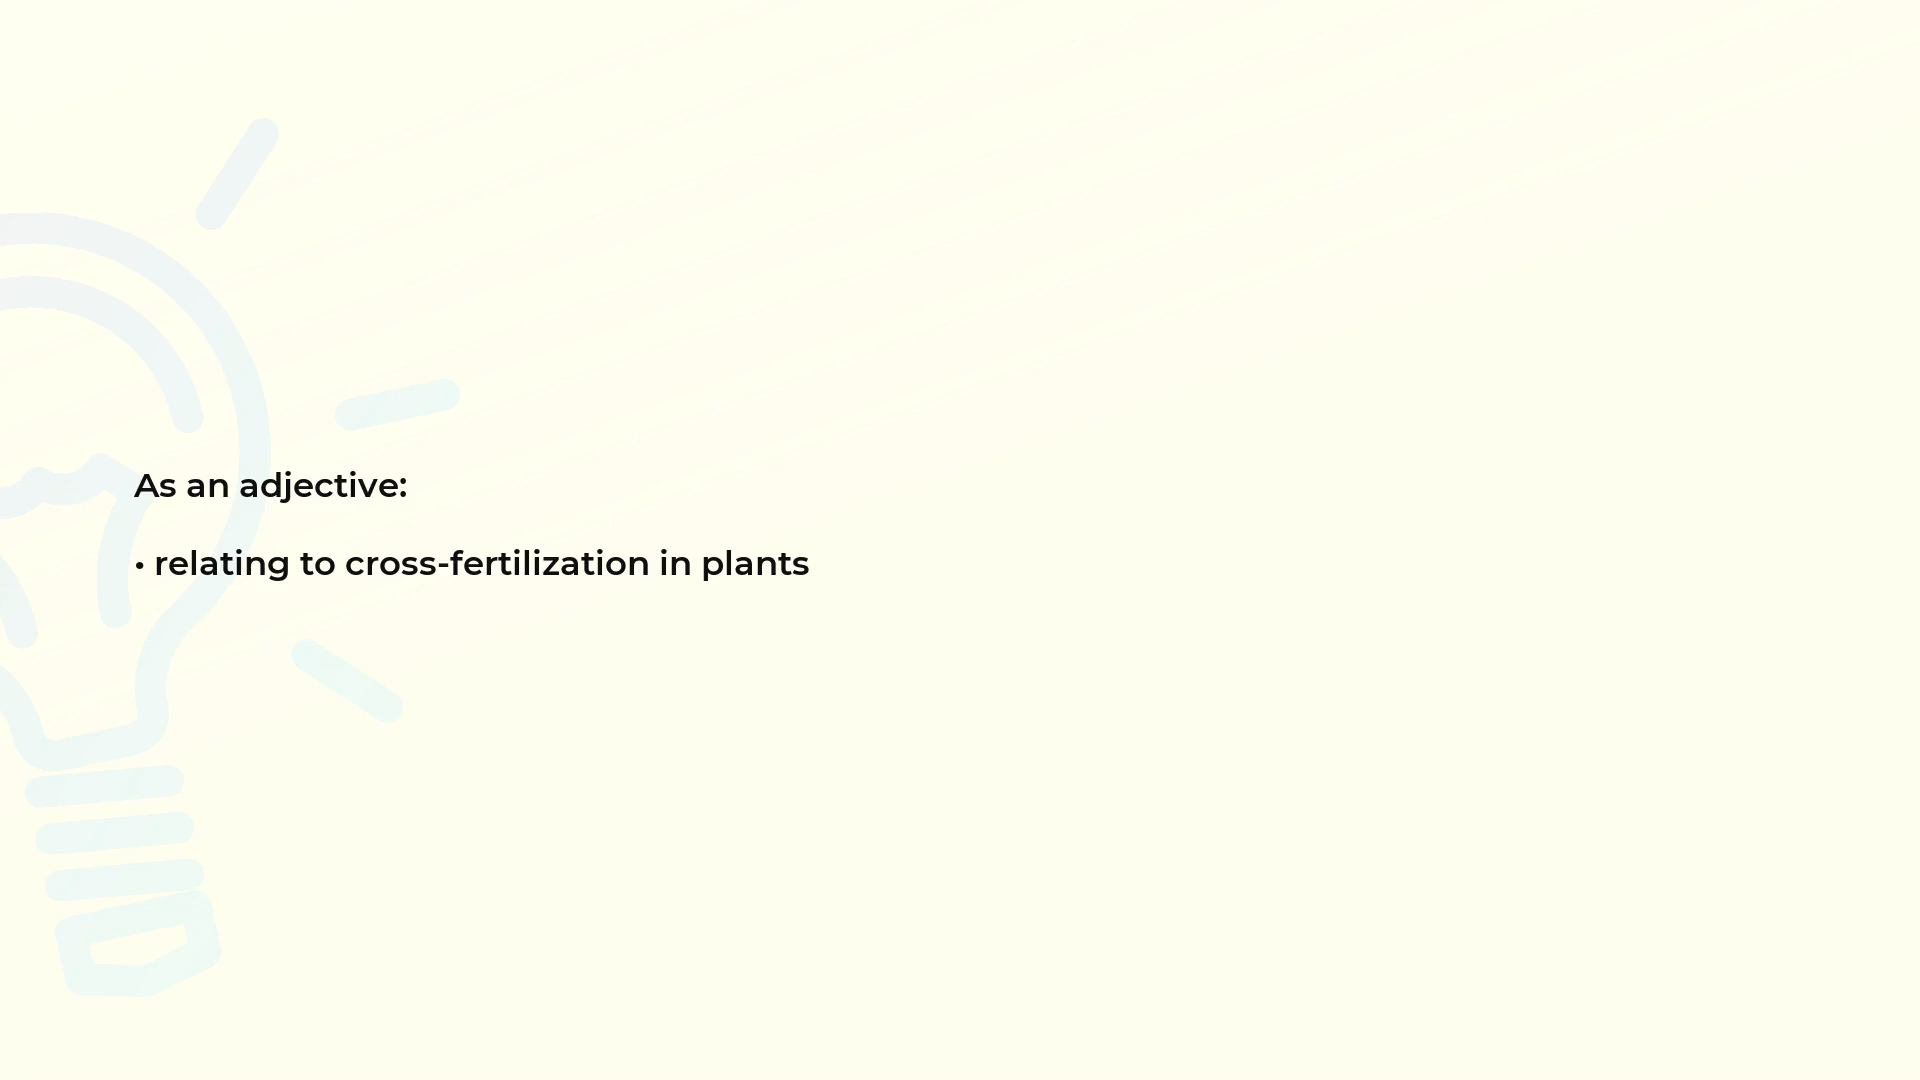 As an adjective:
• relating to cross-fertilization in plants